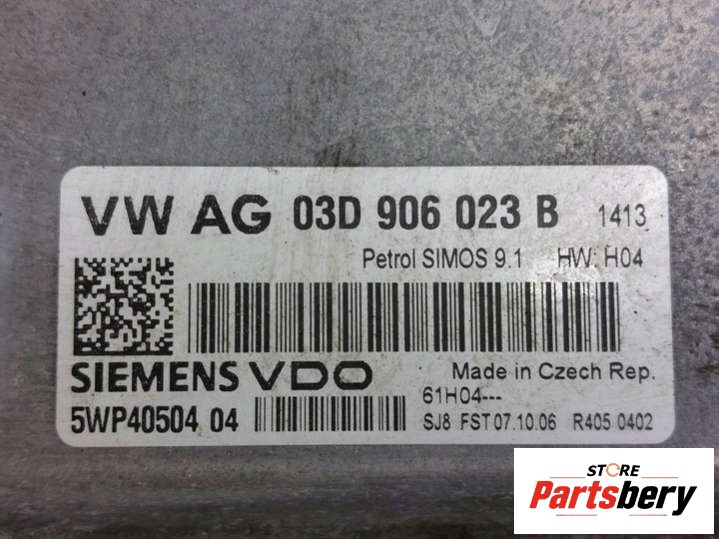 VW AG 03D 906 023 B 1413
Petrol SIMOS 9.1 HW: H04
SIEMENS VDO Made in Czech Rep.
61H04---
5WP40504 04 SJ8 FST 07.10.06 R405 0402
STORE
Partsbery